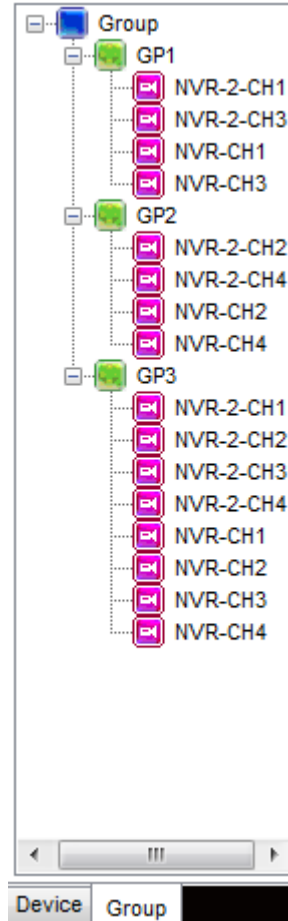 Group
GP1
NVR-2-CH1
NVR-2-CH3
NVR-CH1
NVR-CH3
GP2
NVR-2-CH2
NVR-2-CH4
NVR-CH2
NVR-CH4
GP3
NVR-2-CH1
NVR-2-CH2
NVR-2-CH3
NVR-2-CH4
NVR-CH1
NVR-CH2
NVR-CH3
NVR-CH4
Device Group